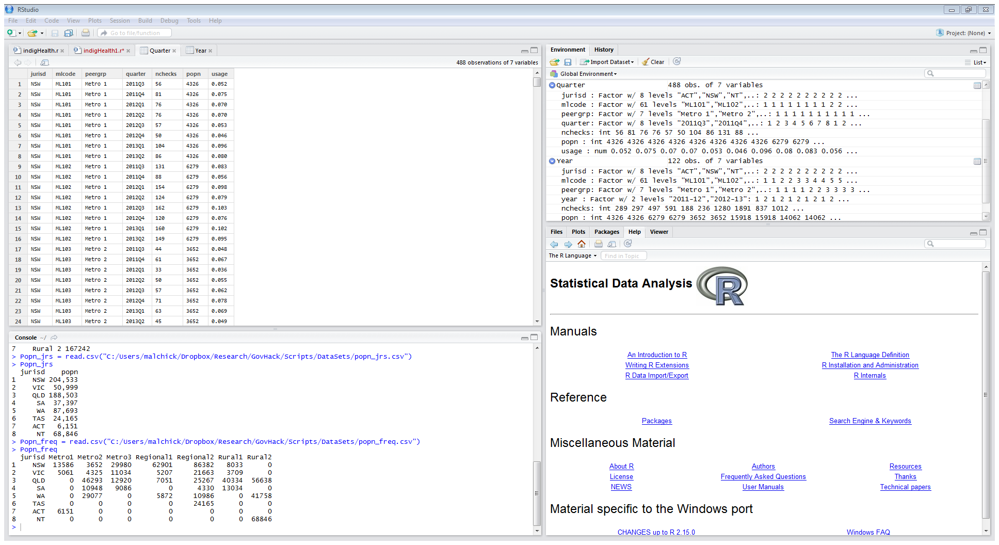 RStudio
File Edit Code View Plots Session Build Debug Tools Help
Go to file/function
Project: (None)
indigHealth.r
indigHealth1.r*
Quarter
Year
488 observations of 7 variables
jurisd mlcode peergrp quarter nchecks popn usage
1 NSW ML101 Metro 1 2011Q3 56 4326 0.052
2 NSW ML101 Metro 1 2011Q4 81 4326 0.075
3 NSW ML101 Metro 1 2012Q1 76 4326 0.070
4 NSW ML101 Metro 1 2012Q2 76 4326 0.070
5 NSW ML101 Metro 1 2012Q3 57 4326 0.053
6 NSW ML101 Metro 1 2012Q4 50 4326 0.046
7 NSW ML101 Metro 1 2013Q1 104 4326 0.096
8 NSW ML101 Metro 1 2013Q2 86 4326 0.080
9 NSW ML102 Metro 1 2011Q3 131 6279 0.083
10 NSW ML102 Metro 1 2011Q4 88 6279 0.056
11 NSW ML102 Metro 1 2012Q1 154 6279 0.098
12 NSW ML102 Metro 1 2012Q2 124 6279 0.079
13 NSW ML102 Metro 1 2012Q3 162 6279 0.103
14 NSW ML102 Metro 1 2012Q4 120 6279 0.076
15 NSW ML102 Metro 1 2013Q1 160 6279 0.102
16 NSW ML102 Metro 1 2013Q2 149 6279 0.095
17 NSW ML103 Metro 2 2011Q3 44 3652 0.048
18 NSW ML103 Metro 2 2011Q4 61 3652 0.067
19 NSW ML103 Metro 2 2012Q1 33 3652 0.036
20 NSW ML103 Metro 2 2012Q2 50 3652 0.055
21 NSW ML103 Metro 2 2012Q3 57 3652 0.062
22 NSW ML103 Metro 2 2012Q4 71 3652 0.078
23 NSW ML103 Metro 2 2013Q1 63 3652 0.069
24 NSW ML103 Metro 2 2013Q2 45 3652 0.049
Console ~/
7 Rural 2 167242
> Popn_jrs = read.csv("C:/Users/malchick/Dropbox/Research/GovHack/Scripts/DataSets/popn_jrs.csv")
> Popn_jrs
jurisd popn
1 NSW 204,533
2 VIC 50,999
3 QLD 188,503
4 SA 37,397
5 WA 87,693
6 TAS 24,165
7 ACT 6,151
8 NT 68,846
> Popn_freq = read.csv("C:/Users/malchick/Dropbox/Research/GovHack/Scripts/DataSets/popn_freq.csv")
> Popn_freq
jurisd Metro1 Metro2 Metro3 Regional1 Regional2 Rural1 Rural2
1 NSW 13586 3652 29980 62901 86382 8033 0
2 VIC 5061 4325 11034 5207 21663 3709 0
3 QLD 0 46293 12920 7051 25267 40334 56638
4 SA 0 10948 9086 0 4330 13034 0
5 WA 0 29077 0 5872 10986 0 41758
6 TAS 0 0 0 0 24165 0 0
7 ACT 6151 0 0 0 0 0 0
8 NT 0 0 0 0 0 0 68846
>
Environment History
Import Dataset Clear List
Global Environment
Quarter 488 obs. of 7 variables
jurisd : Factor w/ 8 levels "ACT","NSW","NT",..: 2 2 2 2 2 2 2 2 2 2 ...
mlcode : Factor w/ 61 levels "ML101","ML102",..: 1 1 1 1 1 1 1 1 2 2 ...
peergrp: Factor w/ 7 levels "Metro 1","Metro 2",..: 1 1 1 1 1 1 1 1 1 1 ...
quarter: Factor w/ 8 levels "2011Q3","2011Q4",..: 1 2 3 4 5 6 7 8 1 2 ...
nchecks: int 56 81 76 76 57 50 104 86 131 88 ...
popn : int 4326 4326 4326 4326 4326 4326 4326 4326 6279 6279 ...
usage : num 0.052 0.075 0.07 0.07 0.053 0.046 0.096 0.08 0.083 0.056 ...
Year 122 obs. of 7 variables
jurisd : Factor w/ 8 levels "ACT","NSW","NT",..: 2 2 2 2 2 2 2 2 2 2 ...
mlcode : Factor w/ 61 levels "ML101","ML102",..: 1 1 2 2 3 3 4 4 5 5 ...
peergrp: Factor w/ 7 levels "Metro 1","Metro 2",..: 1 1 1 1 2 2 3 3 3 3 ...
year : Factor w/ 2 levels "2011-12","2012-13": 1 2 1 2 1 2 1 2 1 2 ...
nchecks: int 289 297 497 591 188 236 1280 1891 837 1012 ...
popn : int 4326 4326 6279 6279 3652 3652 15918 15918 14062 14062 ...
Files Plots Packages Help Viewer
The R Language Find in Topic
Statistical Data Analysis R
Manuals
An Introduction to R The R Language Definition
Writing R Extensions R Installation and Administration
R Data Import/Export R Internals
Reference
Packages Search Engine & Keywords
Miscellaneous Material
About R Authors Resources
License Frequently Asked Questions Thanks
NEWS User Manuals Technical papers
Material specific to the Windows port
CHANGES up to R 2.15.0 Windows FAQ